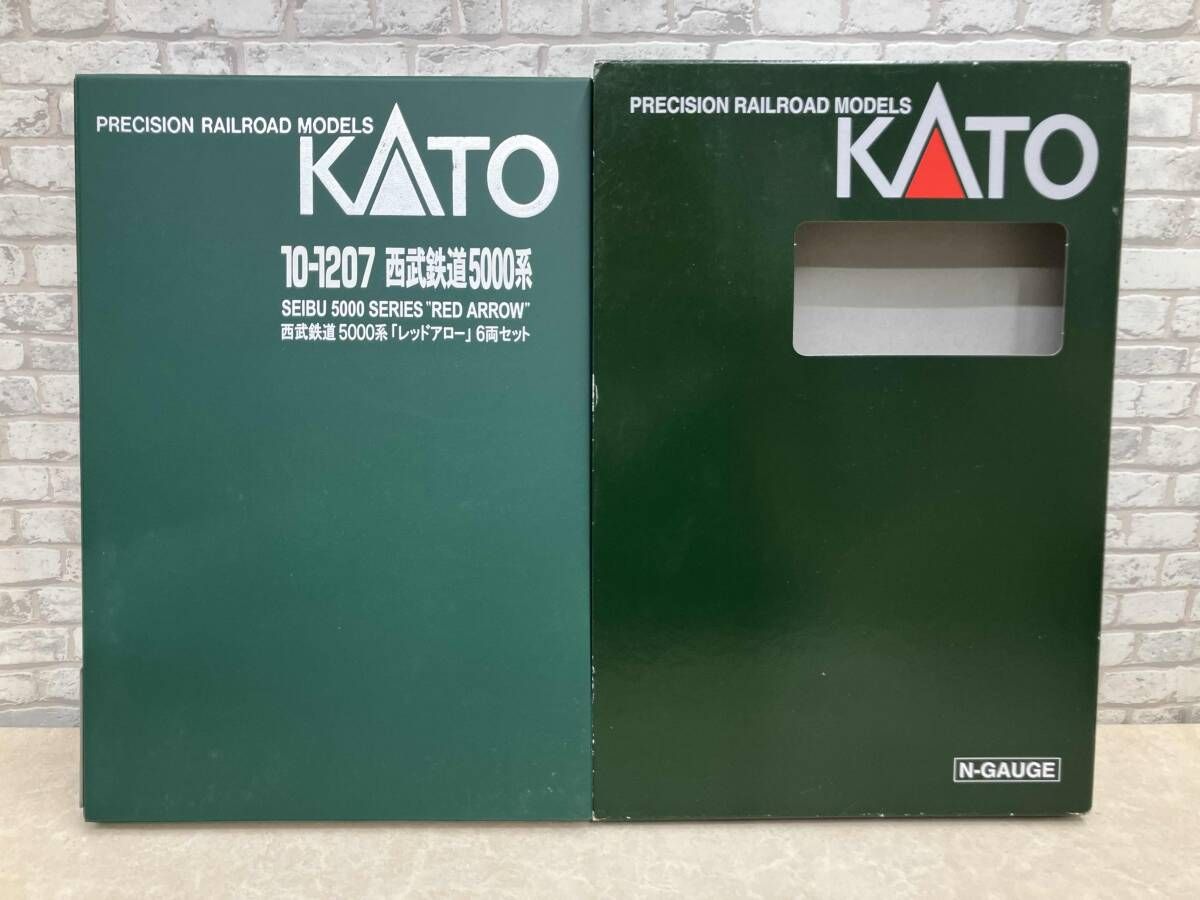 PRECISION RAILROAD MODELS
KATO
10-1207 西武鉄道5000系
SEIBU 5000 SERIES "RED ARROW"
西武鉄道5000系「レッドアロー」6両セット
PRECISION RAILROAD MODELS
KATO
N-GAUGE